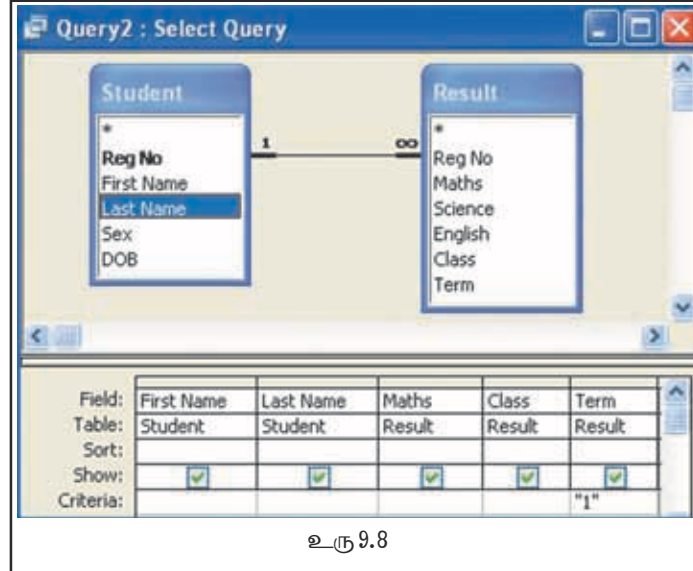 Query2 : Select Query
Student
*
Reg No
First Name
Last Name
Sex
DOB
1 ∞
Result
*
Reg No
Maths
Science
English
Class
Term
Field: First Name Last Name Maths Class Term
Table: Student Student Result Result Result
Sort:
Show:
Criteria: "1"
உரு 9.8